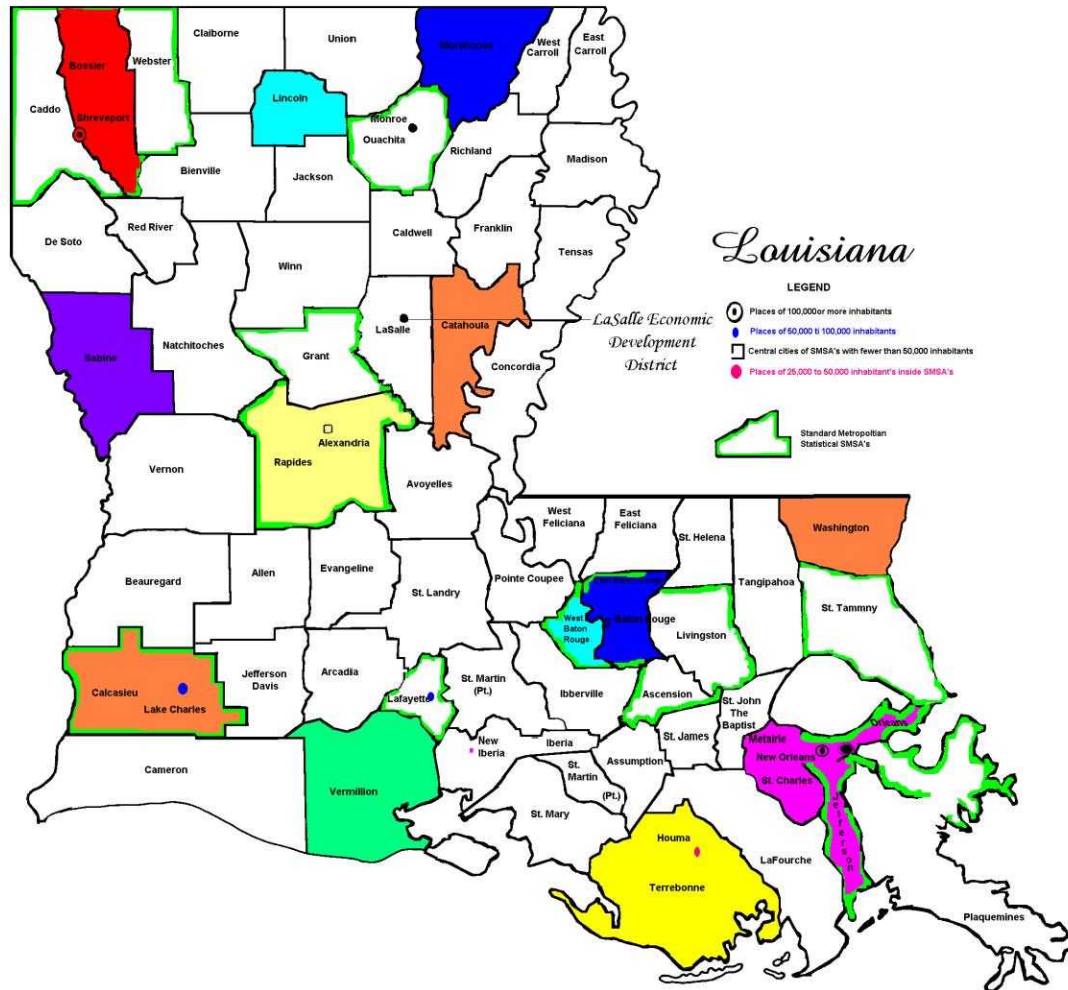 Claiborne
Union
Morehouse
West
Carroll
East
Carroll
Bossier
Webster
Caddo
Shreveport
Lincoln
Monroe
Ouachita
Richland
Madison
Bienville
Jackson
De Soto
Red River
Caldwell
Franklin
Tensas
Winn
Louisiana
LEGEND
Places of 100,000or more inhabitants
Places of 50,000 ti 100,000 inhabitants
Central cities of SMSA's with fewer than 50,000 inhabitants
Places of 25,000 to 50,000 inhabitant's inside SMSA's
Standard Metropoltian
Statistical SMSA's
LaSalle Economic
Development
District
LaSalle
Catahoula
Sabine
Natchitoches
Grant
Concordia
Alexandria
Rapides
Vernon
Avoyelles
West
Feliciana
East
Feliciana
St. Helena
Washington
Beauregard
Allen
Evangeline
St. Landry
Pointe Coupee
Tangipahoa
St. Tammny
West
Baton
Rouge
Baton Rouge
Livingston
Calcasieu
Lake Charles
Jefferson
Davis
Arcadia
Lafayette
St. Martin
(Pt.)
Ibberville
Ascension
St. John
The
Baptist
Orleans
Metairie
New Orleans
St. Charles
Jefferson
Cameron
Vermillion
New
Iberia
Iberia
St.
Martin
(Pt.)
Assumption
St. James
St. Mary
Houma
Terrebonne
LaFourche
Plaquemines